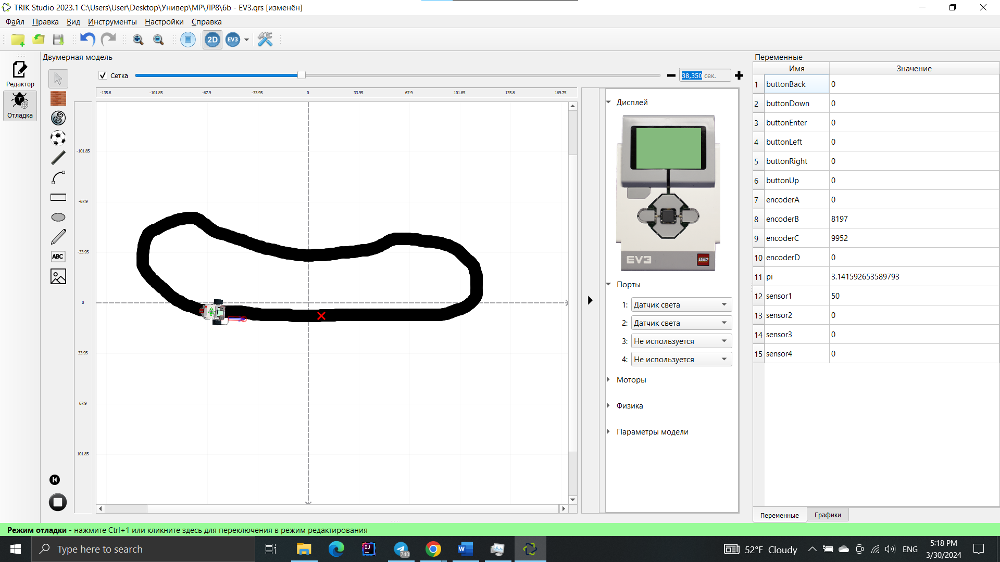 TRIK Studio 2023.1 C:\Users\User\Desktop\Универ\МР\ЛР8\6b - EV3.qrs [изменён]
Файл Правка Вид Инструменты Настройки Справка
2D EV3
Двумерная модель
Переменные
Редактор
Отладка
Сетка
38,350 сек.
-135.8 -101.85 -67.9 -33.95 0 33.95 67.9 101.85 135.8 169.75
-101.85
-67.9
-33.95
0
33.95
67.9
101.85
ABC
Дисплей
EV3
LEGO
Порты
1: Датчик света
2: Датчик света
3: Не используется
4: Не используется
Моторы
Физика
Параметры модели
Имя Значение
1 buttonBack 0
2 buttonDown 0
3 buttonEnter 0
4 buttonLeft 0
5 buttonRight 0
6 buttonUp 0
7 encoderA 0
8 encoderB 8197
9 encoderC 9952
10 encoderD 0
11 pi 3.141592653589793
12 sensor1 50
13 sensor2 0
14 sensor3 0
15 sensor4 0
Переменные Графики
Режим отладки - нажмите Ctrl+1 или кликните здесь для переключения в режим редактирования
Type here to search
IJ
740
W
52°F Cloudy
ENG
5:18 PM
3/30/2024